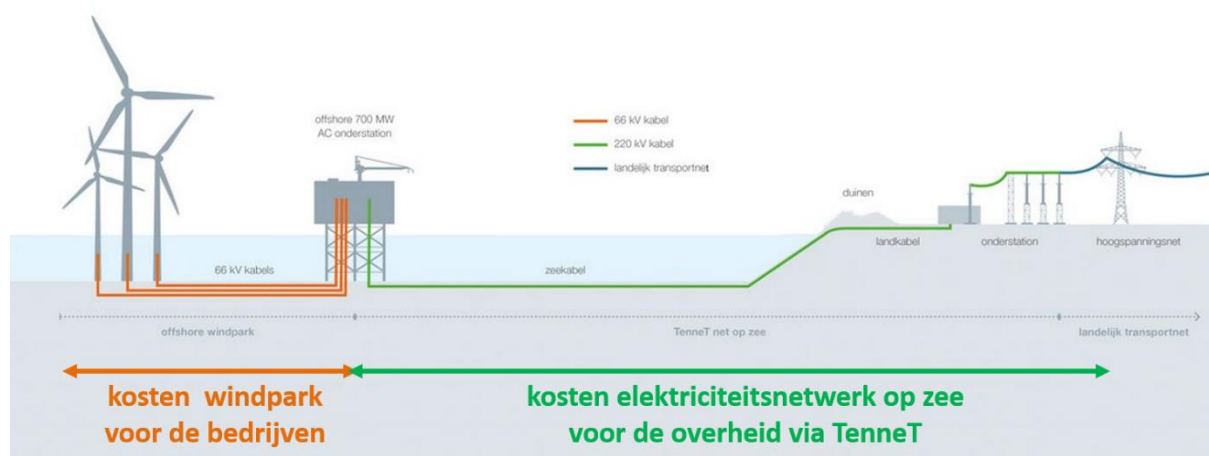 offshore 700 MW
AC onderstation
66 kV kabel
220 kV kabel
landelijk transportnet
duinen
66 kV kabels
zeekabel
landkabel
onderstation
hoogspanningsnet
offshore windpark
TenneT net op zee
landelijk transportnet
kosten windpark
voor de bedrijven
kosten elektriciteitsnetwerk op zee
voor de overheid via TenneT